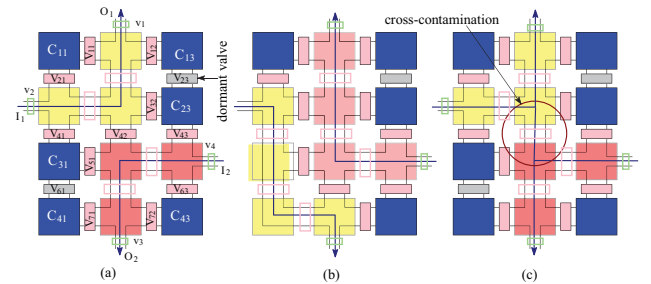 O1
v1
cross-contamination
C11
V11
V12
C13
V21
V23
dormant valve
v2
V32
C23
I1
V41
V42
V43
C31
V51
v4
I2
V61
V63
C41
V71
V72
C43
v3
O2
(a)
(b)
(c)